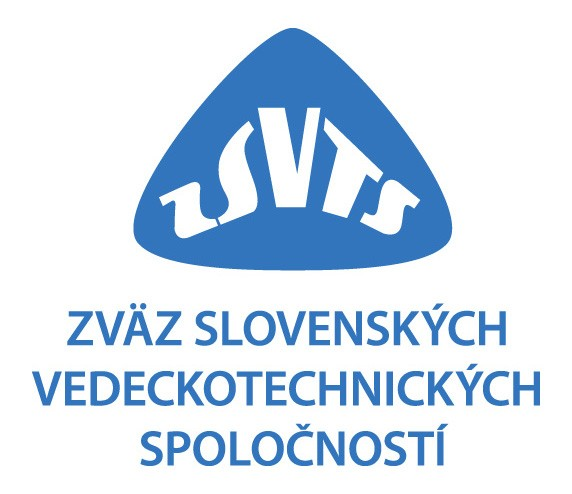 ZSVTS
ZVÄZ SLOVENSKÝCH
VEDECKOTECHNICKÝCH
SPOLOČNOSTÍ